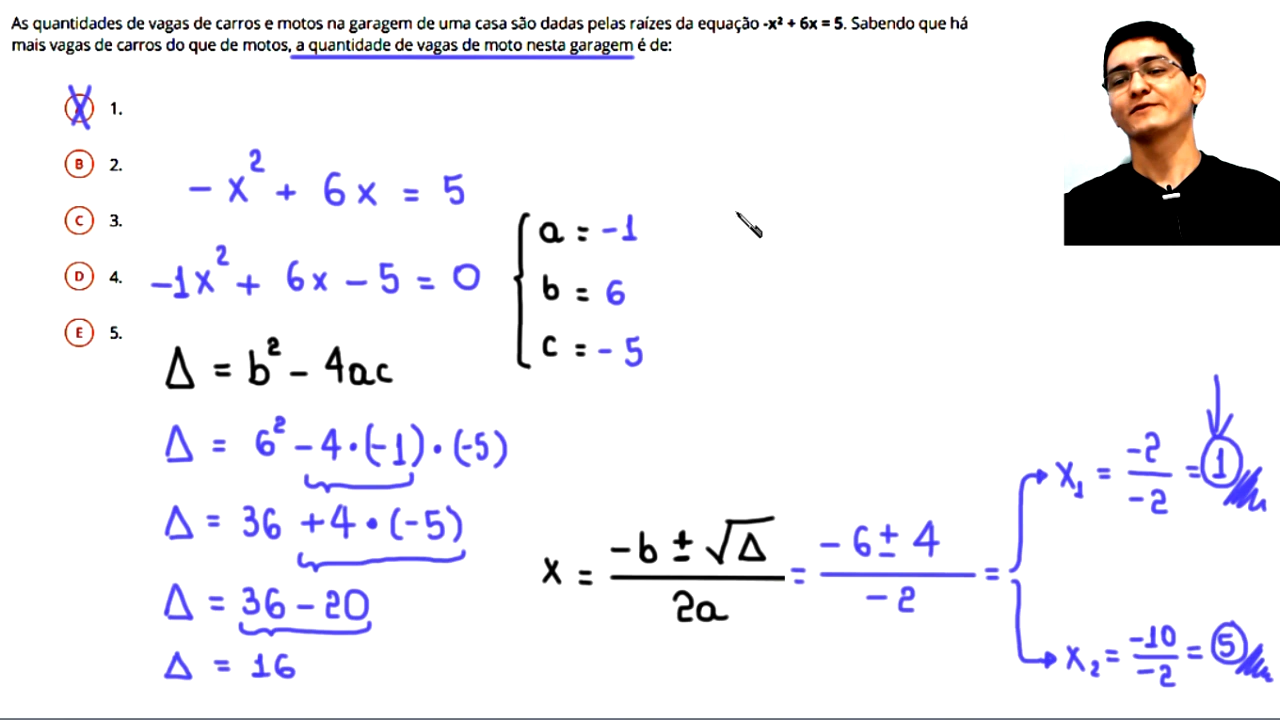 As quantidades de vagas de carros e motos na garagem de uma casa são dadas pelas raízes da equação -x² + 6x = 5. Sabendo que há
mais vagas de carros do que de motos, a quantidade de vagas de moto nesta garagem é de:
A 1.
B 2.
C 3.
D 4.
E 5.
-x² + 6x = 5
-1x² + 6x - 5 = 0
a = -1
b = 6
c = -5
Δ = b² - 4ac
Δ = 6² - 4·(-1)·(-5)
Δ = 36 + 4·(-5)
Δ = 36 - 20
Δ = 16
x = (-b ± √Δ)/2a = (-6 ± 4)/-2 =
x₁ = -2/-2 = 1
x₂ = -10/-2 = 5